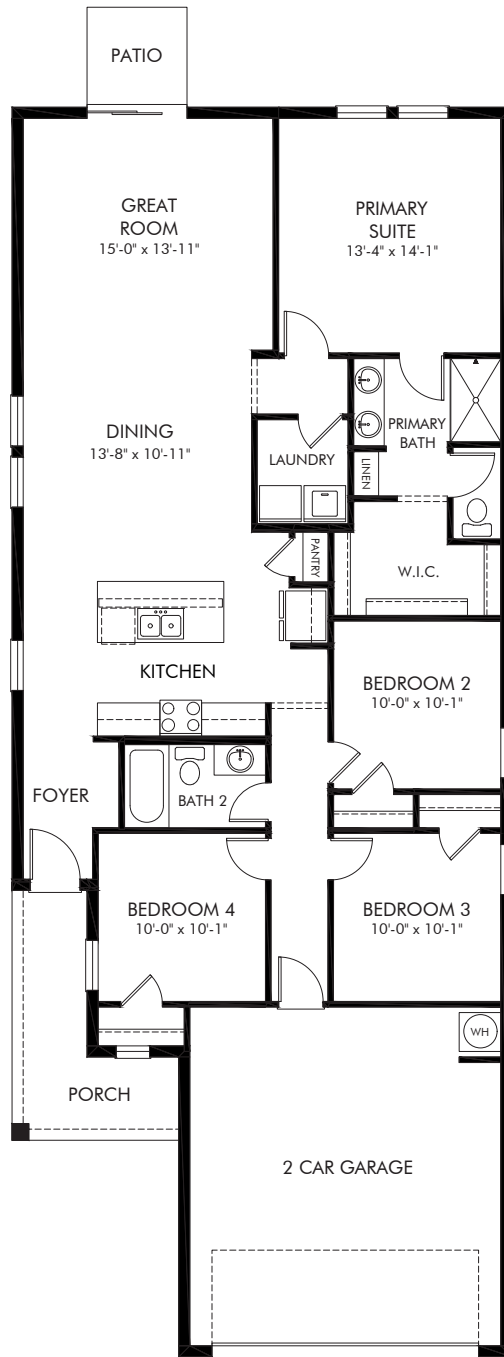 PATIO
GREAT
ROOM
15'-0" x 13'-11"
PRIMARY
SUITE
13'-4" x 14'-1"
DINING
13'-8" x 10'-11"
PRIMARY
BATH
LAUNDRY
LINEN
PANTRY
W.I.C.
KITCHEN
BEDROOM 2
10'-0" x 10'-1"
FOYER
BATH 2
BEDROOM 4
10'-0" x 10'-1"
BEDROOM 3
10'-0" x 10'-1"
WH
PORCH
2 CAR GARAGE